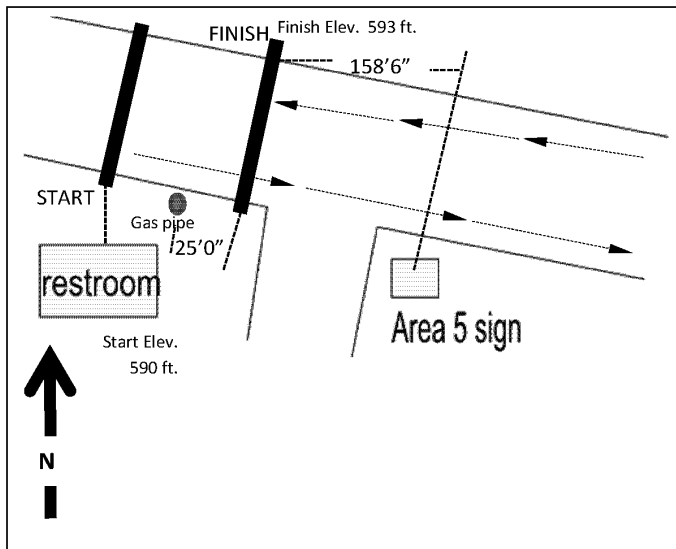 FINISH Finish Elev. 593 ft.
158’6”
START
Gas pipe
25’0”
restroom
Area 5 sign
Start Elev.
590 ft.
N